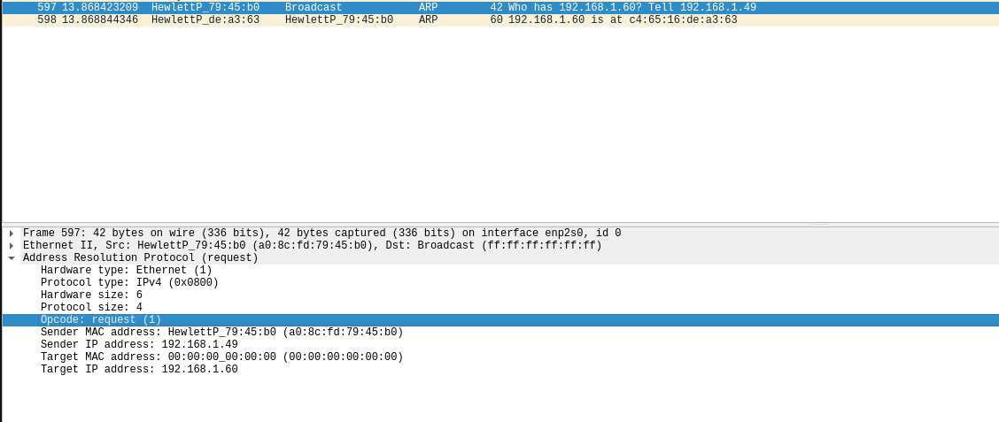 597 13.868423209 HewlettP_79:45:b0 Broadcast ARP 42 Who has 192.168.1.60? Tell 192.168.1.49
598 13.868844346 HewlettP_de:a3:63 HewlettP_79:45:b0 ARP 60 192.168.1.60 is at c4:65:16:de:a3:63
Frame 597: 42 bytes on wire (336 bits), 42 bytes captured (336 bits) on interface enp2s0, id 0
Ethernet II, Src: HewlettP_79:45:b0 (a0:8c:fd:79:45:b0), Dst: Broadcast (ff:ff:ff:ff:ff:ff)
Address Resolution Protocol (request)
Hardware type: Ethernet (1)
Protocol type: IPv4 (0x0800)
Hardware size: 6
Protocol size: 4
Opcode: request (1)
Sender MAC address: HewlettP_79:45:b0 (a0:8c:fd:79:45:b0)
Sender IP address: 192.168.1.49
Target MAC address: 00:00:00_00:00:00 (00:00:00:00:00:00)
Target IP address: 192.168.1.60